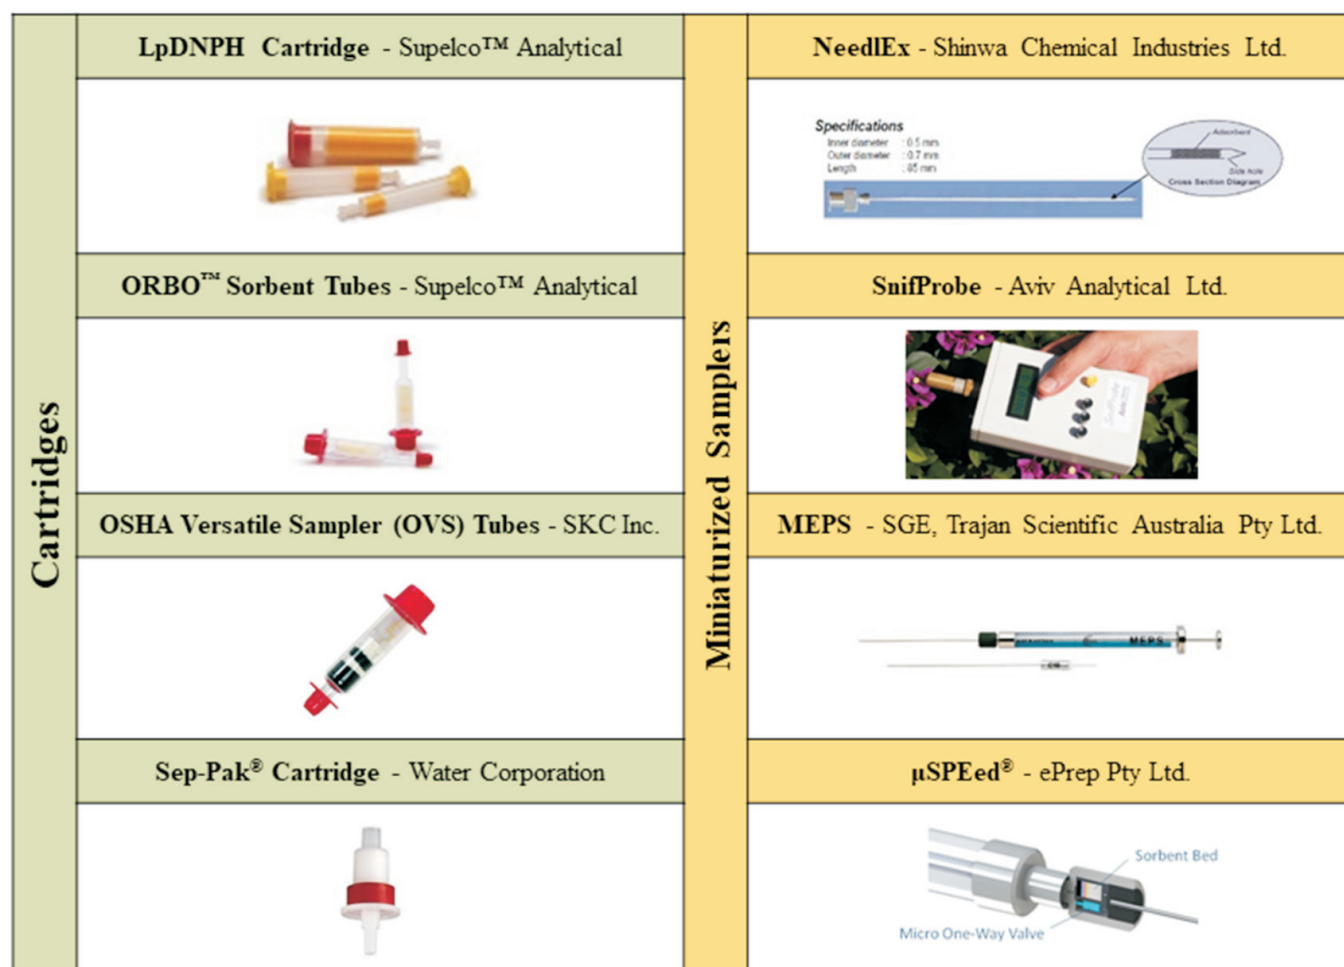 Cartridges
LpDNPH Cartridge - Supelco™ Analytical
ORBO™ Sorbent Tubes - Supelco™ Analytical
OSHA Versatile Sampler (OVS) Tubes - SKC Inc.
Sep-Pak® Cartridge - Water Corporation
Miniaturized Samplers
NeedlEx - Shinwa Chemical Industries Ltd.
Specifications
Inner diameter : 0.5 mm
Outer diameter : 0.7 mm
Length : 85 mm
Adsorbent
Side hole
Cross Section Diagram
SnifProbe - Aviv Analytical Ltd.
SnifProbe
Aviv
MEPS - SGE, Trajan Scientific Australia Pty Ltd.
MEPS
C18
µSPEed® - ePrep Pty Ltd.
Sorbent Bed
Micro One-Way Valve